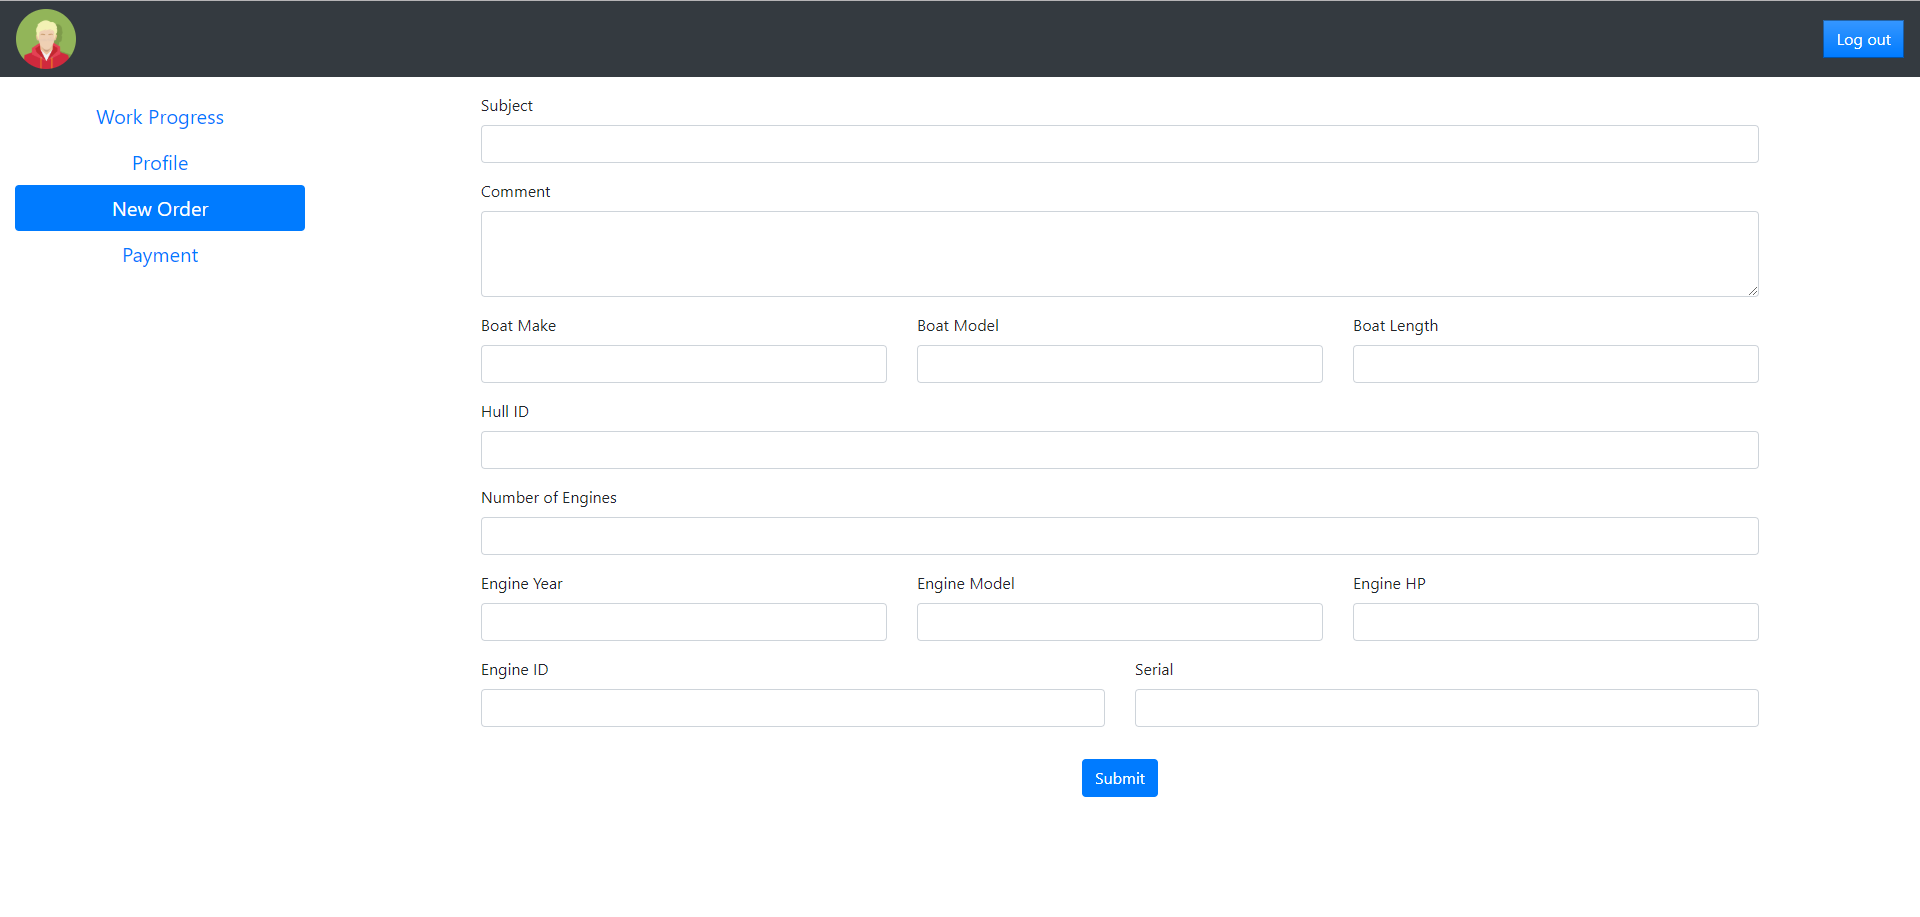 Log out
Work Progress
Profile
New Order
Payment
Subject
Comment
Boat Make Boat Model Boat Length
Hull ID
Number of Engines
Engine Year Engine Model Engine HP
Engine ID Serial
Submit